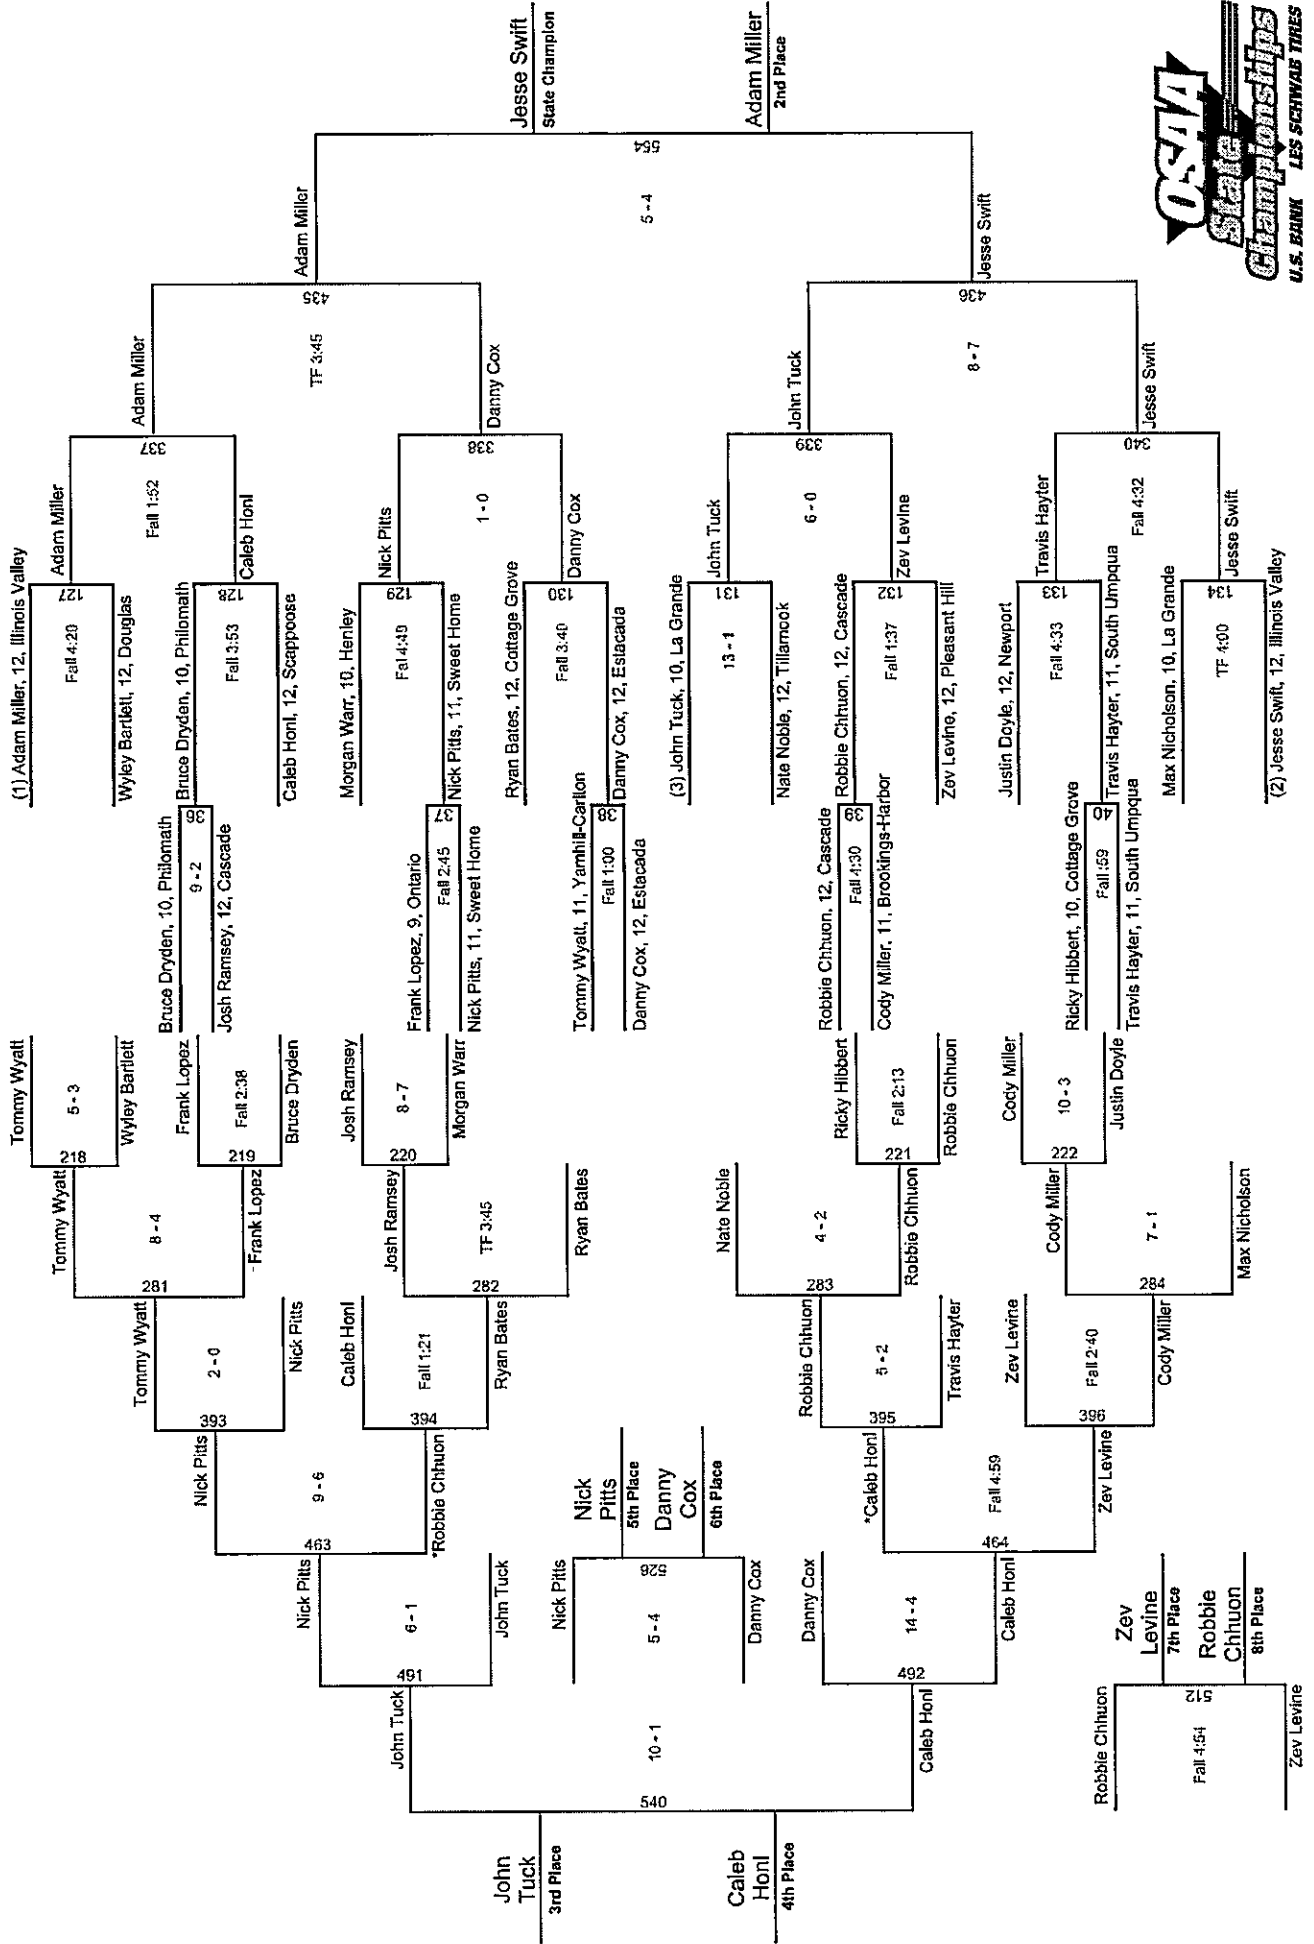 (1) Adam Miller, 12, Illinois Valley
127
Fall 4:20
Wyley Bartlett, 12, Douglas
Adam Miller
337
Fall 1:52
Bruce Dryden, 10, Philomath
36
9 - 2
Josh Ramsey, 12, Cascade
Bruce Dryden, 10, Philomath
128
Fall 3:53
Caleb Honl, 12, Scappoose
Caleb Honl
Adam Miller
435
TF 3:45
Morgan Warr, 10, Henley
129
Fall 4:49
Frank Lopez, 9, Ontario
37
Fall 2:45
Nick Pitts, 11, Sweet Home
Nick Pitts, 11, Sweet Home
Nick Pitts
338
1 - 0
Ryan Bates, 12, Cottage Grove
130
Fall 3:40
Tommy Wyatt, 11, Yamhill-Carlton
38
Fall 1:00
Danny Cox, 12, Estacada
Danny Cox, 12, Estacada
Danny Cox
Danny Cox
Adam Miller
554
5 - 4
Jesse Swift
State Champion
Adam Miller
2nd Place
(3) John Tuck, 10, La Grande
131
13 - 1
Nate Noble, 12, Tillamook
John Tuck
339
6 - 0
Robbie Chhuon, 12, Cascade
39
Fall 4:30
Cody Miller, 11, Brookings-Harbor
Robbie Chhuon, 12, Cascade
132
Fall 1:37
Zev Levine, 12, Pleasant Hill
Zev Levine
John Tuck
436
8 - 7
Justin Doyle, 12, Newport
133
Fall 4:33
Ricky Hibbert, 10, Cottage Grove
40
Fall :59
Travis Hayter, 11, South Umpqua
Travis Hayter, 11, South Umpqua
Travis Hayter
340
Fall 4:32
Max Nicholson, 10, La Grande
134
TF 4:00
(2) Jesse Swift, 12, Illinois Valley
Jesse Swift
Jesse Swift
Jesse Swift
OSAA
State
Championships
U.S. BANK LES SCHWAB TIRES
Tommy Wyatt
218
5 - 3
Wyley Bartlett
Tommy Wyatt
281
8 - 4
Frank Lopez
219
Fall 2:38
Bruce Dryden
Frank Lopez
Tommy Wyatt
393
2 - 0
Nick Pitts
Nick Pitts
463
9 - 6
Josh Ramsey
220
8 - 7
Morgan Warr
Josh Ramsey
282
TF 3:45
Ryan Bates
Caleb Honl
394
Fall 1:21
Ryan Bates
*Robbie Chhuon
Nick Pitts
491
6 - 1
John Tuck
John Tuck
540
10 - 1
Nick Pitts
526
5 - 4
Danny Cox
Nick
Pitts
5th Place
Danny
Cox
6th Place
Nate Noble
283
4 - 2
Ricky Hibbert
221
Fall 2:13
Robbie Chhuon
Robbie Chhuon
Robbie Chhuon
395
5 - 2
Travis Hayter
*Caleb Honl
464
Fall 4:59
Cody Miller
222
10 - 3
Justin Doyle
Cody Miller
284
7 - 1
Max Nicholson
Zev Levine
396
Fall 2:40
Cody Miller
Zev Levine
Danny Cox
492
14 - 4
Caleb Honl
Caleb Honl
John
Tuck
3rd Place
Caleb
Honl
4th Place
Robbie Chhuon
512
Fall 4:54
Zev Levine
Zev
Levine
7th Place
Robbie
Chhuon
8th Place